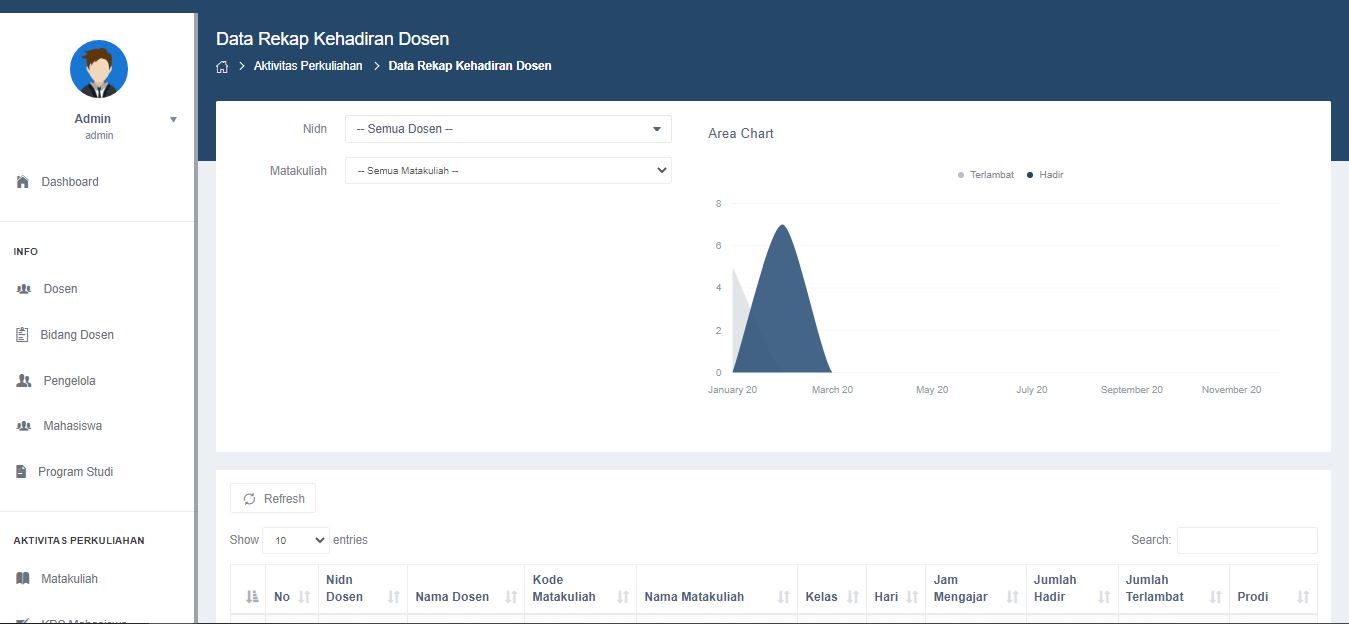 Data Rekap Kehadiran Dosen
Aktivitas Perkuliahan
Data Rekap Kehadiran Dosen
Admin
admin
Dashboard
INFO
Dosen
Bidang Dosen
Pengelola
Mahasiswa
Program Studi
AKTIVITAS PERKULIAHAN
Matakuliah
Nidn
-- Semua Dosen --
Matakuliah
-- Semua Matakuliah --
Area Chart
Terlambat
Hadir
8
6
4
2
0
January 20
March 20
May 20
July 20
September 20
November 20
Refresh
Show 10 entries
Search:
No
Nidn
Dosen
Nama Dosen
Kode
Matakuliah
Nama Matakuliah
Kelas
Hari
Jam
Mengajar
Jumlah
Hadir
Jumlah
Terlambat
Prodi